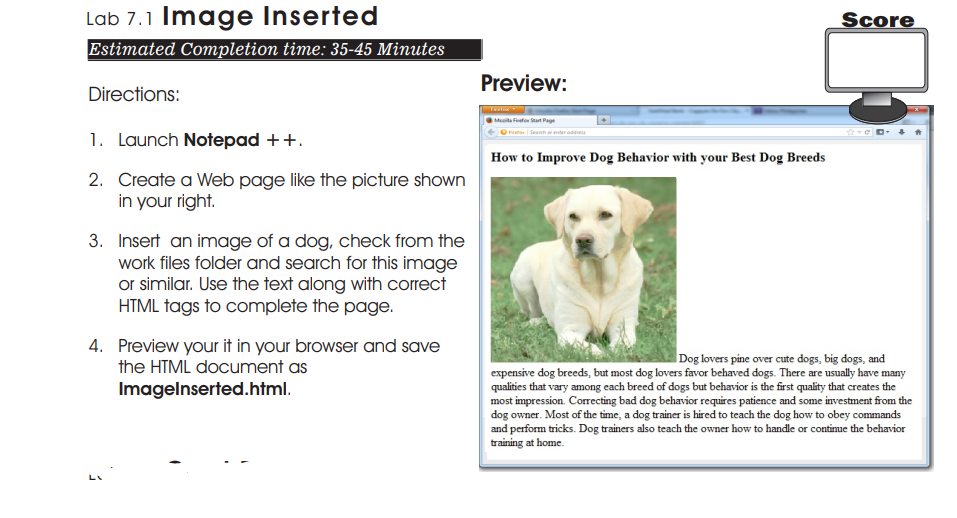 Lab 7.1 Image Inserted
Score
Estimated Completion time: 35-45 Minutes
Directions:
1. Launch Notepad ++.
2. Create a Web page like the picture shown
in your right.
3. Insert an image of a dog, check from the
work files folder and search for this image
or similar. Use the text along with correct
HTML tags to complete the page.
4. Preview your it in your browser and save
the HTML document as
ImageInserted.html.
Preview:
Firefox
Mozilla Firefox Start Page
Firefox Search or enter address
How to Improve Dog Behavior with your Best Dog Breeds
Dog lovers pine over cute dogs, big dogs, and
expensive dog breeds, but most dog lovers favor behaved dogs. There are usually have many
qualities that vary among each breed of dogs but behavior is the first quality that creates the
most impression. Correcting bad dog behavior requires patience and some investment from the
dog owner. Most of the time, a dog trainer is hired to teach the dog how to obey commands
and perform tricks. Dog trainers also teach the owner how to handle or continue the behavior
training at home.